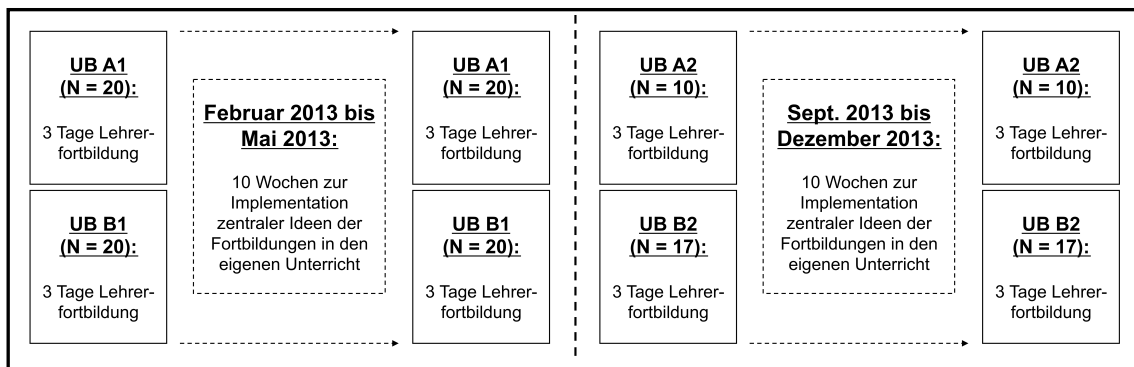 UB A1
(N = 20):
3 Tage Lehrer-
fortbildung
UB B1
(N = 20):
3 Tage Lehrer-
fortbildung
Februar 2013 bis
Mai 2013:
10 Wochen zur
Implementation
zentraler Ideen der
Fortbildungen in den
eigenen Unterricht
UB A1
(N = 20):
3 Tage Lehrer-
fortbildung
UB B1
(N = 20):
3 Tage Lehrer-
fortbildung
UB A2
(N = 10):
3 Tage Lehrer-
fortbildung
UB B2
(N = 17):
3 Tage Lehrer-
fortbildung
Sept. 2013 bis
Dezember 2013:
10 Wochen zur
Implementation
zentraler Ideen der
Fortbildungen in den
eigenen Unterricht
UB A2
(N = 10):
3 Tage Lehrer-
fortbildung
UB B2
(N = 17):
3 Tage Lehrer-
fortbildung